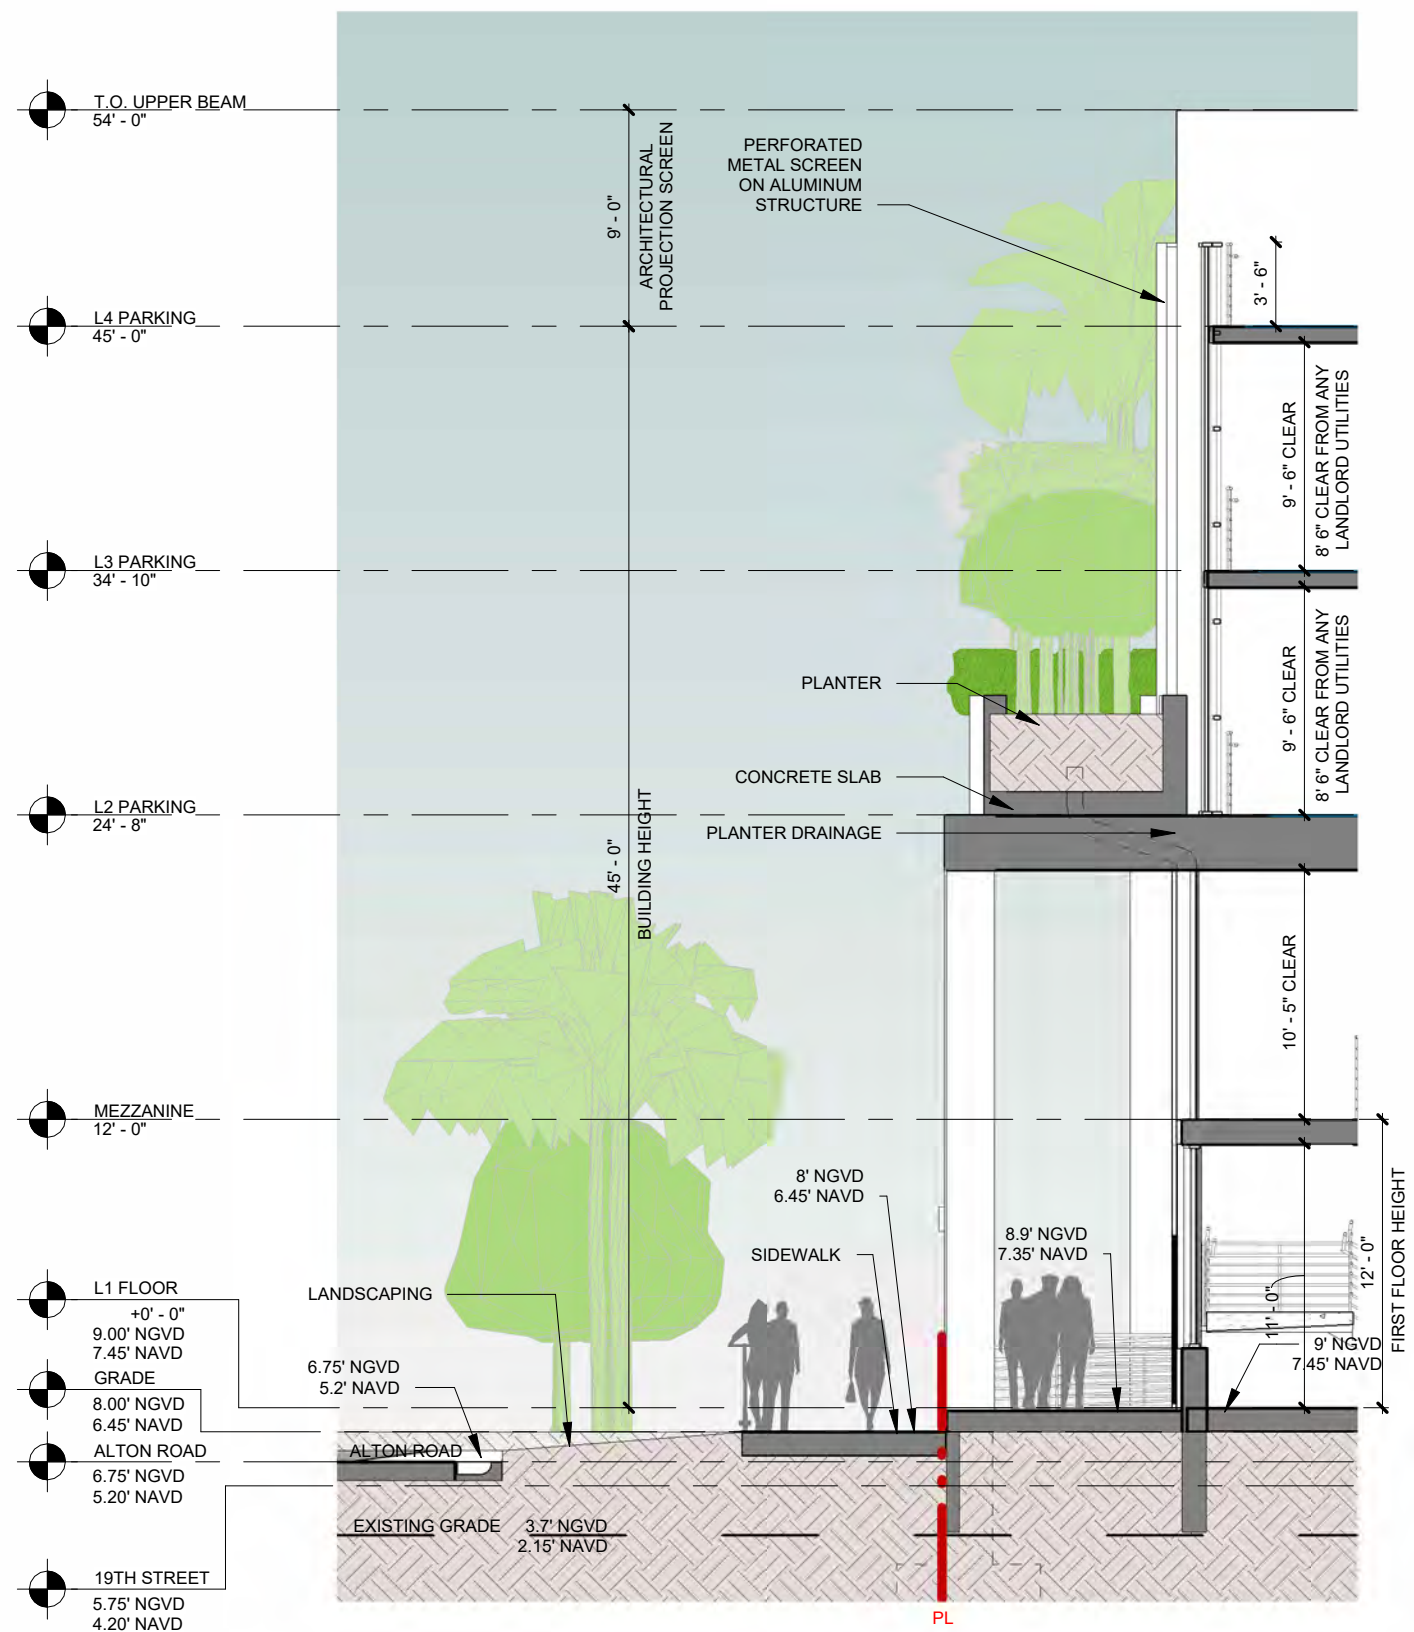 T.O. UPPER BEAM
54' - 0"
L4 PARKING
45' - 0"
L3 PARKING
34' - 10"
L2 PARKING
24' - 8"
MEZZANINE
12' - 0"
L1 FLOOR
+0' - 0"
9.00' NGVD
7.45' NAVD
GRADE
8.00' NGVD
6.45' NAVD
ALTON ROAD
6.75' NGVD
5.20' NAVD
19TH STREET
5.75' NGVD
4.20' NAVD
9' - 0"
ARCHITECTURAL
PROJECTION SCREEN
45' - 0"
BUILDING HEIGHT
PERFORATED
METAL SCREEN
ON ALUMINUM
STRUCTURE
PLANTER
CONCRETE SLAB
PLANTER DRAINAGE
8' NGVD
6.45' NAVD
SIDEWALK
LANDSCAPING
6.75' NGVD
5.2' NAVD
ALTON ROAD
EXISTING GRADE
3.7' NGVD
2.15' NAVD
8.9' NGVD
7.35' NAVD
3' - 6"
9' - 6" CLEAR
8' 6" CLEAR FROM ANY
LANDLORD UTILITIES
9' - 6" CLEAR
8' 6" CLEAR FROM ANY
LANDLORD UTILITIES
10' - 5" CLEAR
11' - 0"
12' - 0"
FIRST FLOOR HEIGHT
9' NGVD
7.45' NAVD
PL